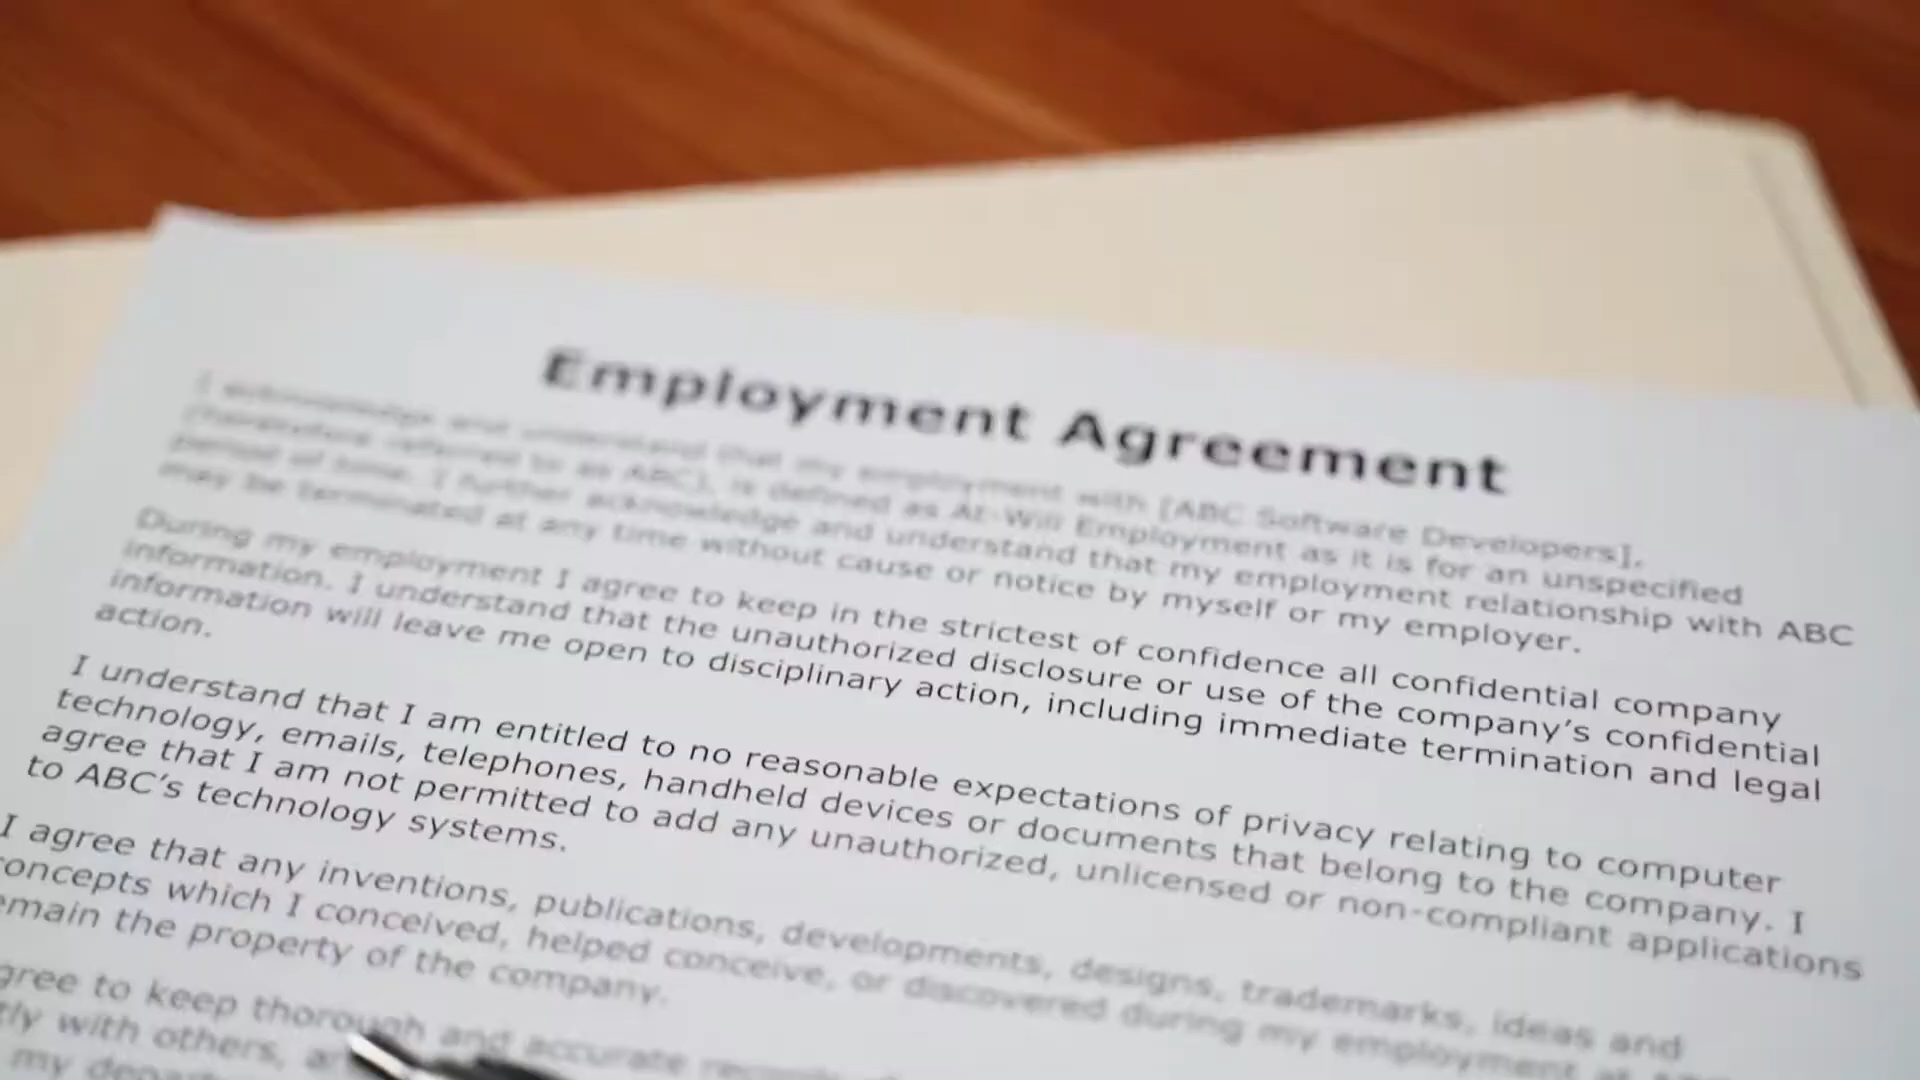 Employment Agreement
I acknowledge and understand that my employment with [ABC Software Developers],
[hereinafter referred to as ABC], is defined as At-Will Employment as it is for an unspecified
period of time. I further acknowledge and understand that my employment relationship with ABC
may be terminated at any time without cause or notice by myself or my employer.
During my employment I agree to keep in the strictest of confidence all confidential company
information. I understand that the unauthorized disclosure or use of the company's confidential
information will leave me open to disciplinary action, including immediate termination and legal
action.
I understand that I am entitled to no reasonable expectations of privacy relating to computer
technology, emails, telephones, handheld devices or documents that belong to the company. I
agree that I am not permitted to add any unauthorized, unlicensed or non-compliant applications
to ABC's technology systems.
I agree that any inventions, publications, developments, designs, trademarks, ideas and
oncepts which I conceived, helped conceive, or discovered during my employment at
emain the property of the company.
gree to keep thorough and accurate records
tly with others,
my